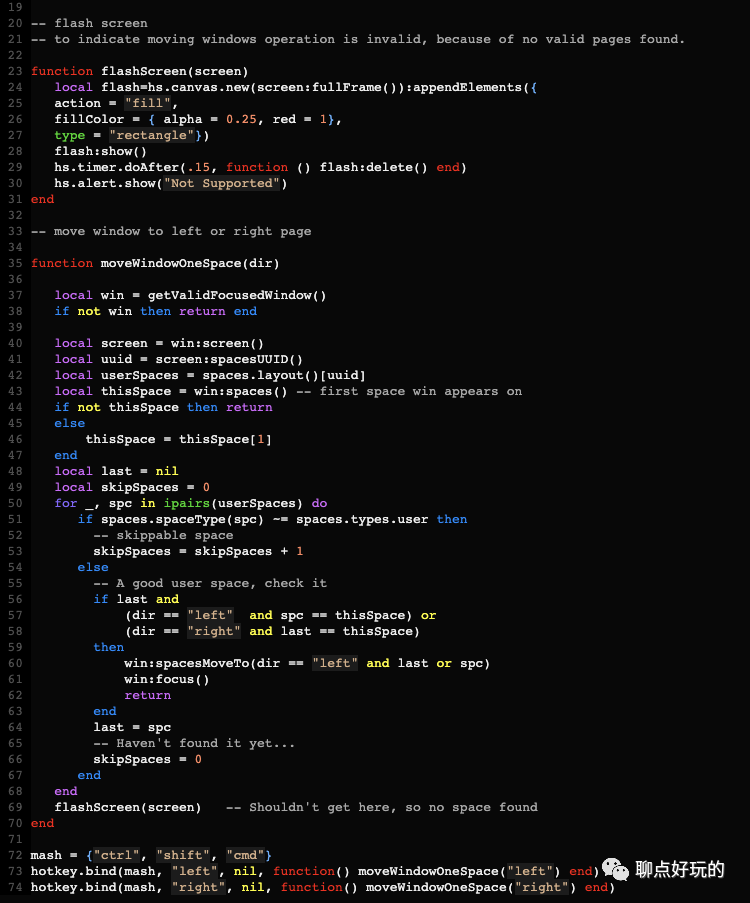 19
20 -- flash screen
21 -- to indicate moving windows operation is invalid, because of no valid pages found.
22
23 function flashScreen(screen)
24    local flash=hs.canvas.new(screen:fullFrame()):appendElements({
25    action = "fill",
26    fillColor = { alpha = 0.25, red = 1},
27    type = "rectangle"})
28    flash:show()
29    hs.timer.doAfter(.15, function () flash:delete() end)
30    hs.alert.show("Not Supported")
31 end
32
33 -- move window to left or right page
34
35 function moveWindowOneSpace(dir)
36
37    local win = getValidFocusedWindow()
38    if not win then return end
39
40    local screen = win:screen()
41    local uuid = screen:spacesUUID()
42    local userSpaces = spaces.layout()[uuid]
43    local thisSpace = win:spaces() -- first space win appears on
44    if not thisSpace then return
45    else
46        thisSpace = thisSpace[1]
47    end
48    local last = nil
49    local skipSpaces = 0
50    for _, spc in ipairs(userSpaces) do
51       if spaces.spaceType(spc) ~= spaces.types.user then
52         -- skippable space
53         skipSpaces = skipSpaces + 1
54       else
55         -- A good user space, check it
56         if last and
57             (dir == "left"  and spc == thisSpace) or
58             (dir == "right" and last == thisSpace)
59         then
60             win:spacesMoveTo(dir == "left" and last or spc)
61             win:focus()
62             return
63         end
64         last = spc
65         -- Haven't found it yet...
66         skipSpaces = 0
67       end
68    end
69    flashScreen(screen)   -- Shouldn't get here, so no space found
70 end
71
72 mash = {"ctrl", "shift", "cmd"}
73 hotkey.bind(mash, "left", nil, function() moveWindowOneSpace("left") end)
74 hotkey.bind(mash, "right", nil, function() moveWindowOneSpace("right") end)
聊点好玩的